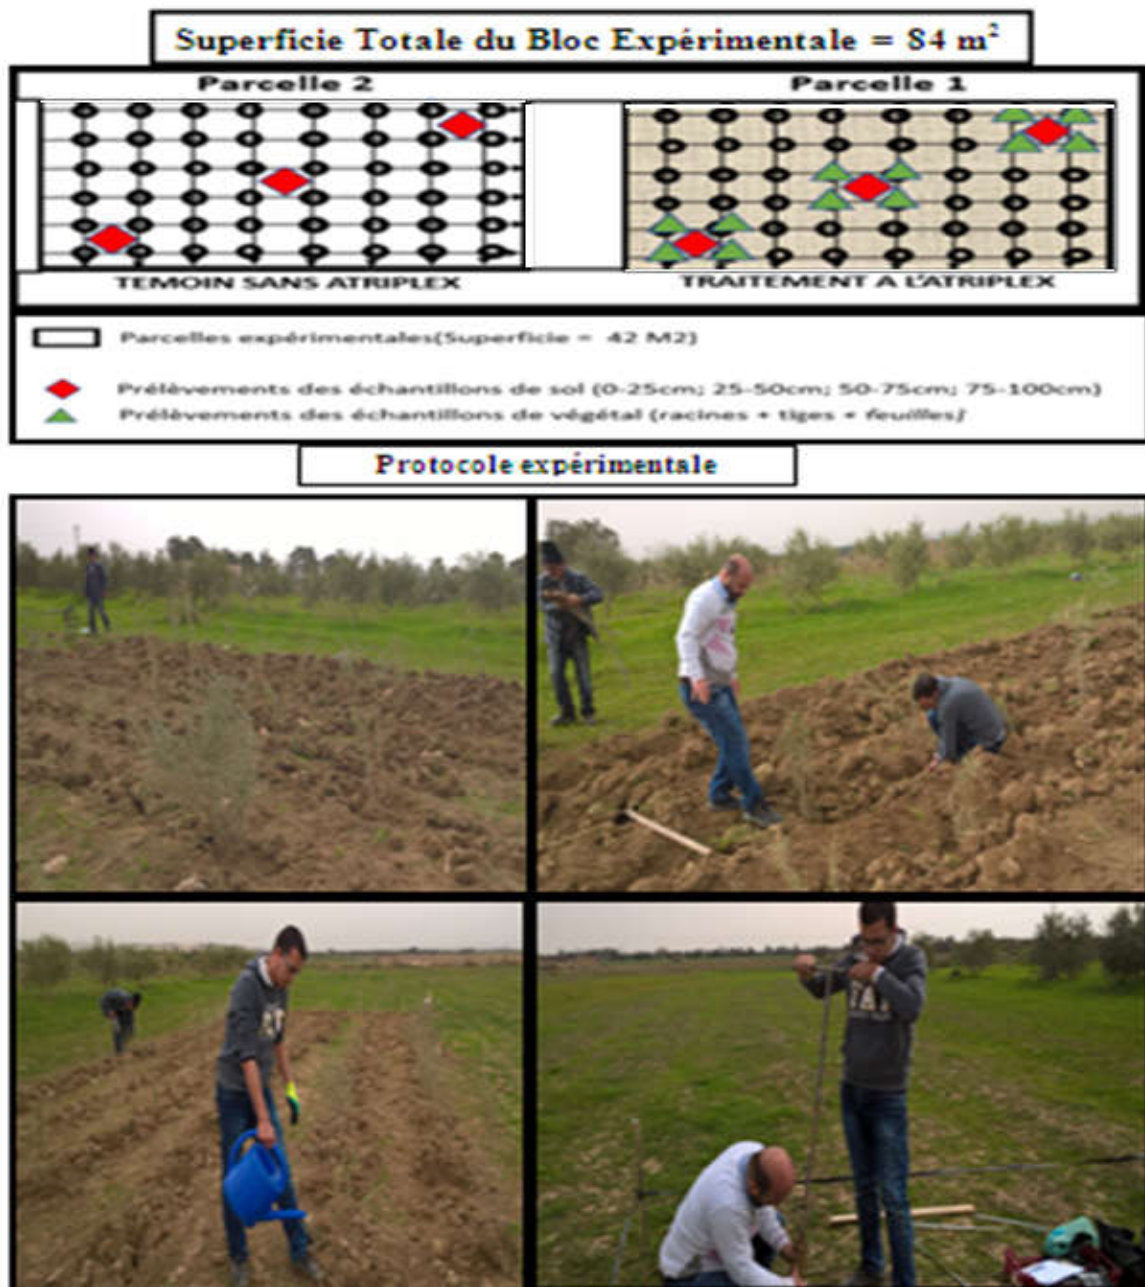 Superficie Totale du Bloc Expérimentale = 84 m²
Parcelle 2
Parcelle 1
TEMOIN SANS ATRIPLEX
TRAITEMENT A L'ATRIPLEX
Parcelles expérimentales(Superficie = 42 M2)
Prélèvements des échantillons de sol (0-25cm; 25-50cm; 50-75cm; 75-100cm)
Prélèvements des échantillons de végétal (racines + tiges + feuilles)
Protocole expérimentale